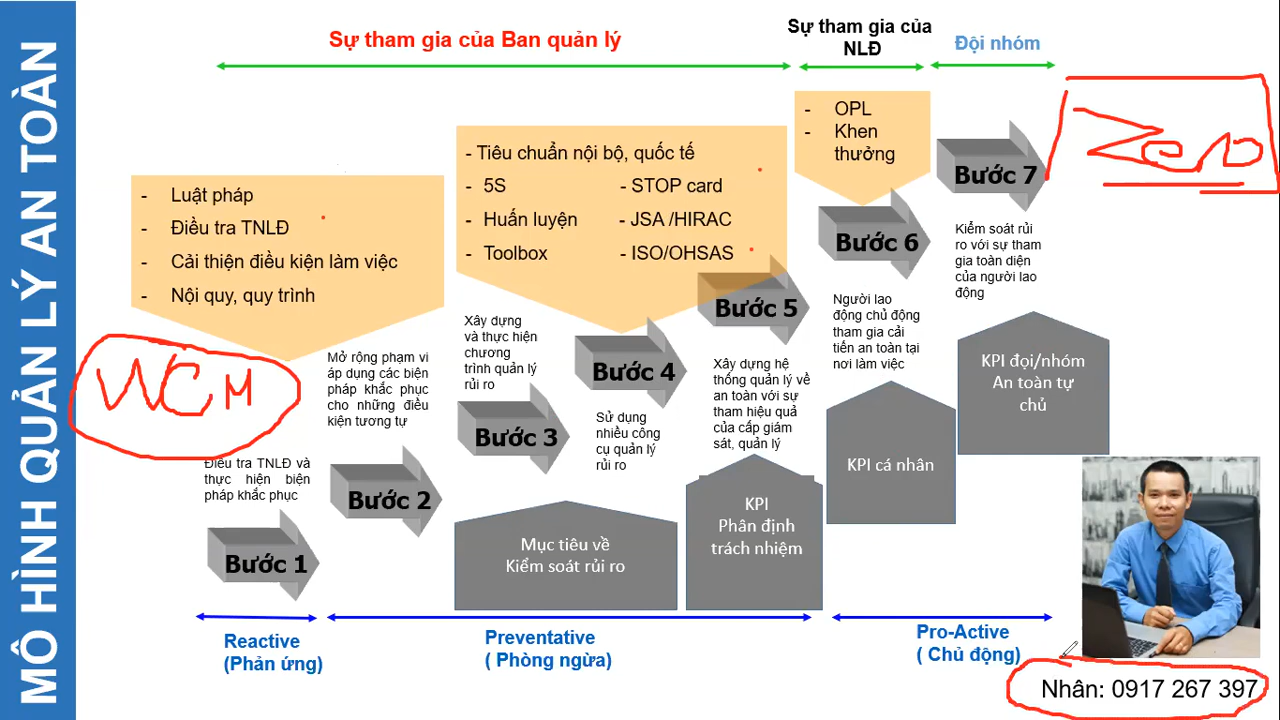 MÔ HÌNH QUẢN LÝ AN TOÀN
Sự tham gia của Ban quản lý
Sự tham gia của
NLĐ
Đội nhóm
- Luật pháp
- Điều tra TNLĐ
- Cải thiện điều kiện làm việc
- Nội quy, quy trình
- Tiêu chuẩn nội bộ, quốc tế
- 5S - STOP card
- Huấn luyện - JSA /HIRAC
- Toolbox - ISO/OHSAS
- OPL
- Khen
thưởng
Zero
WCM
Điều tra TNLĐ và
thực hiện biện
pháp khắc phục
Bước 1
Mở rộng phạm vi
áp dụng các biện
pháp khắc phục
cho những điều
kiện tương tự
Bước 2
Xây dựng
và thực hiện
chương
trình quản lý
rủi ro
Bước 3
Bước 4
Sử dụng
nhiều công
cụ quản lý
rủi ro
Bước 5
Xây dựng hệ
thống quản lý về
an toàn với sự
tham hiệu quả
của cấp giám
sát, quản lý
Bước 6
Người lao
động chủ động
tham gia cải
tiến an toàn tại
nơi làm việc
Bước 7
Kiểm soát rủi
ro với sự tham
gia toàn diện
của người lao
động
Mục tiêu về
Kiểm soát rủi ro
KPI
Phân định
trách nhiệm
KPI cá nhân
KPI đọi/nhóm
An toàn tự
chủ
Reactive
(Phản ứng)
Preventative
( Phòng ngừa)
Pro-Active
( Chủ động)
Nhân: 0917 267 397